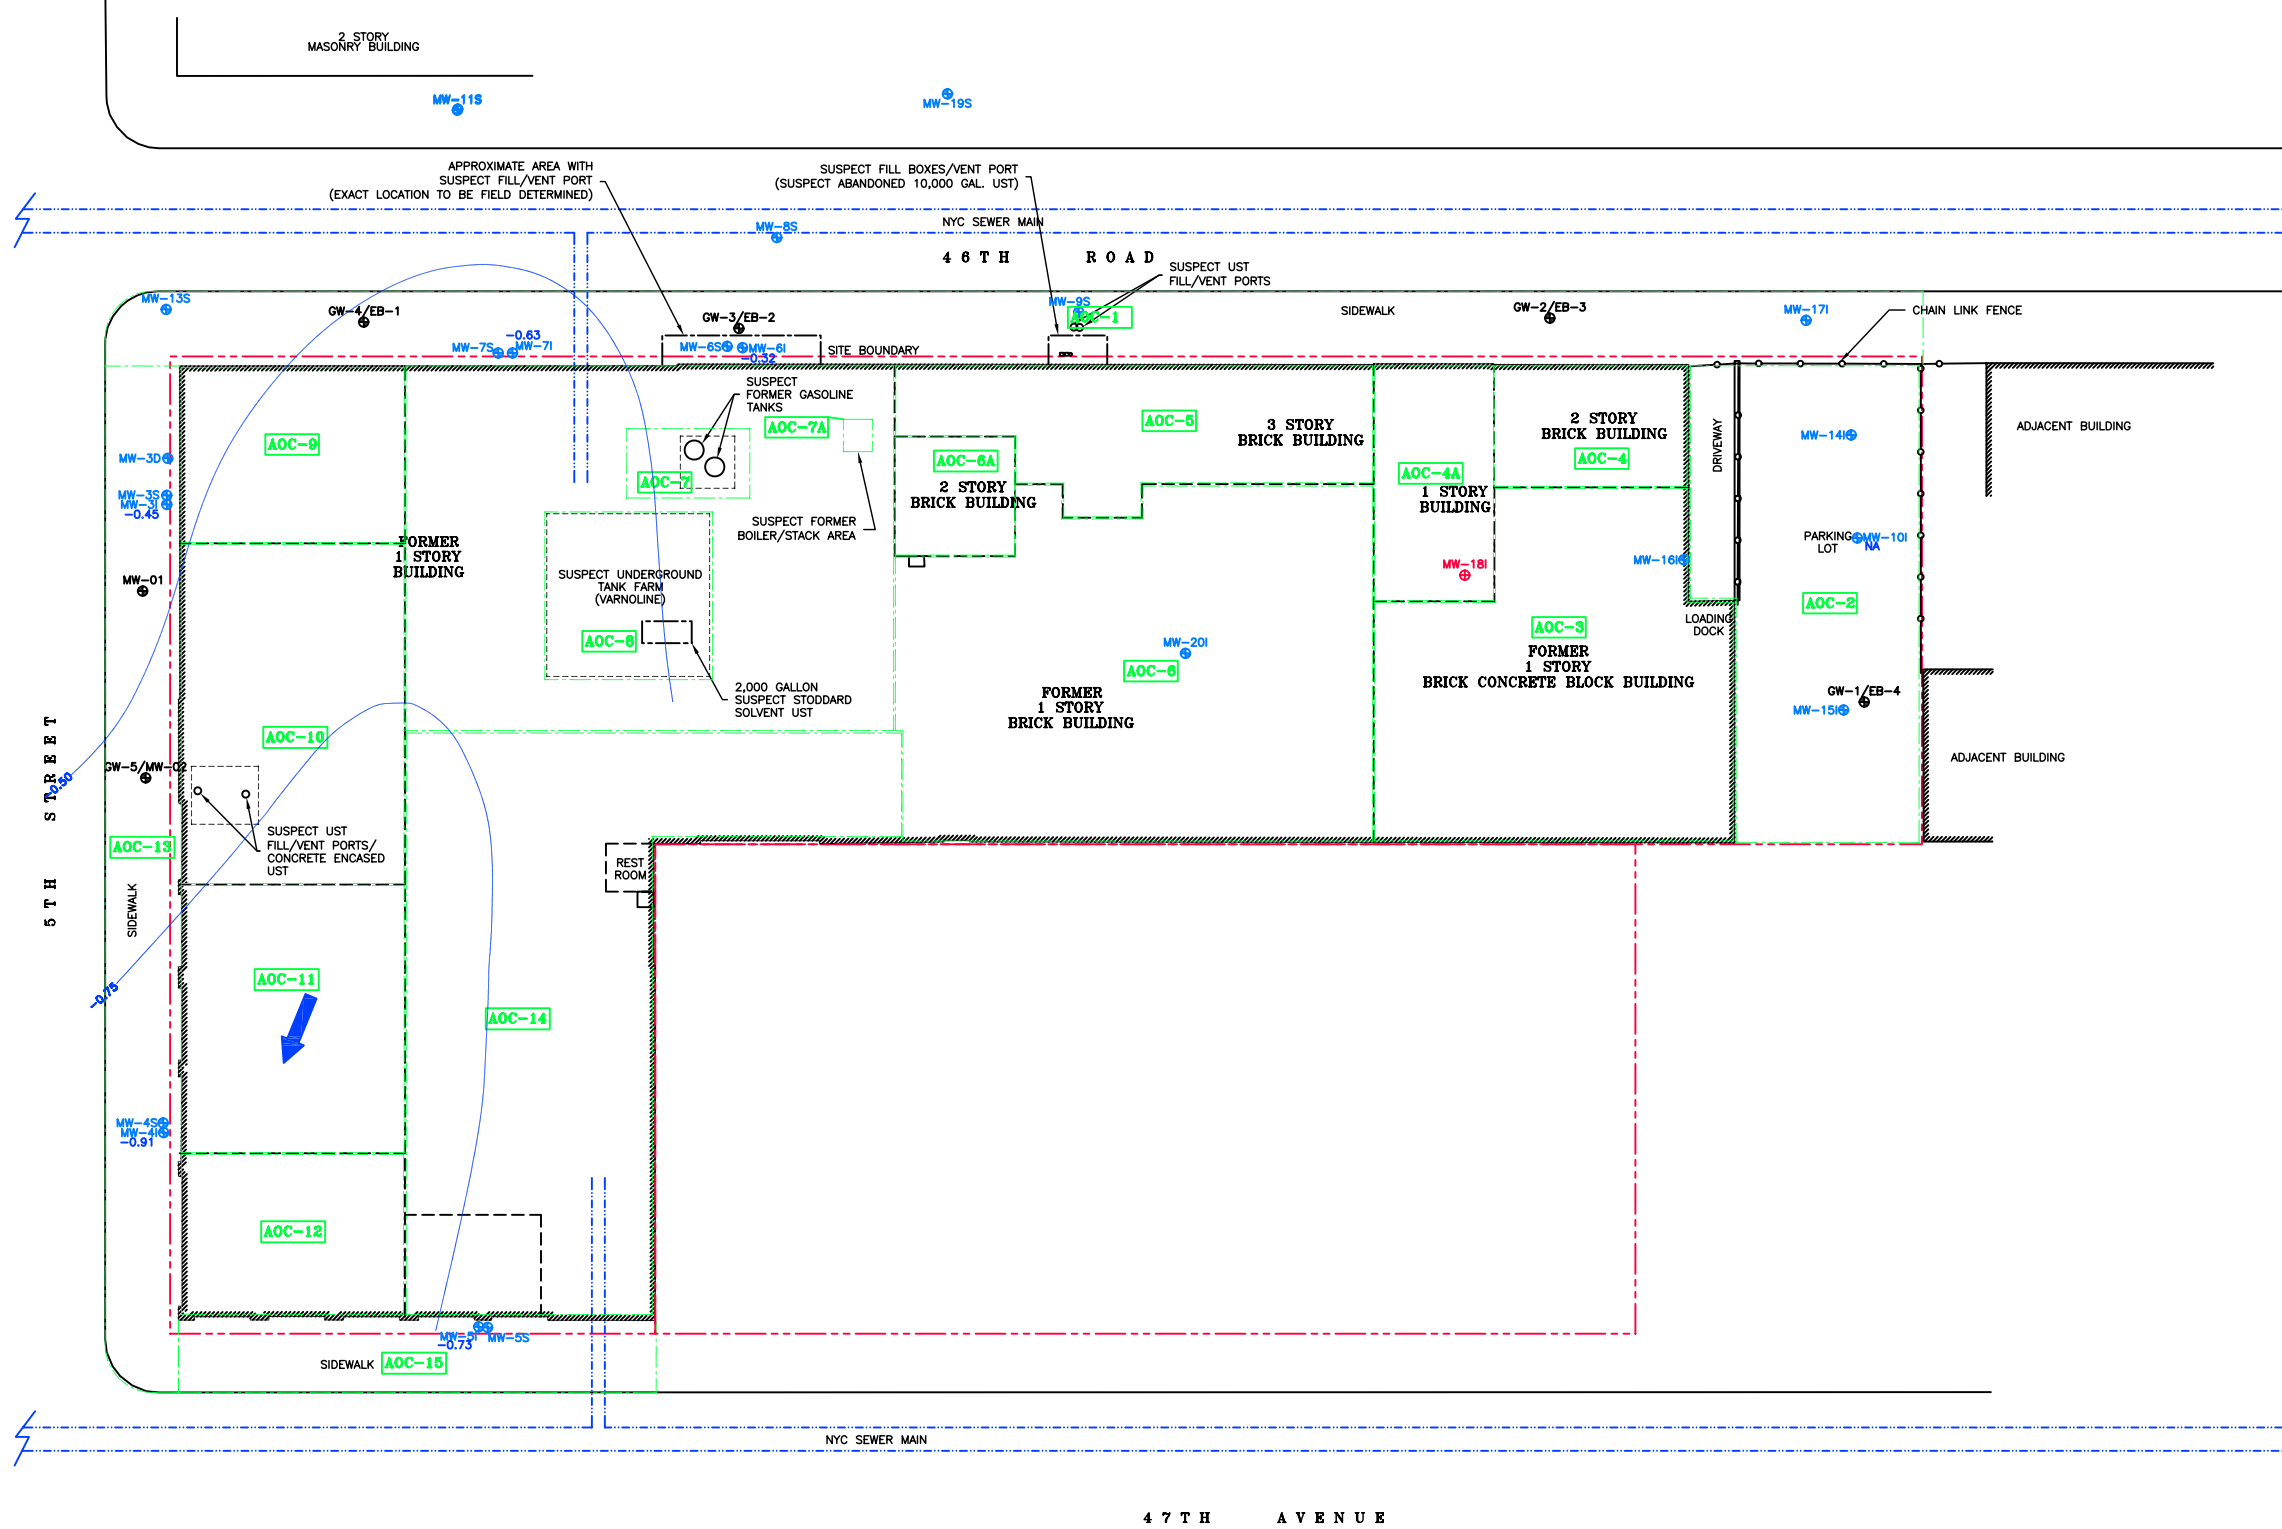 2 STORY
MASONRY BUILDING
MW-11S
MW-19S
APPROXIMATE AREA WITH
SUSPECT FILL/VENT PORT
(EXACT LOCATION TO BE FIELD DETERMINED)
SUSPECT FILL BOXES/VENT PORT
(SUSPECT ABANDONED 10,000 GAL. UST)
NYC SEWER MAIN
MW-8S
46TH ROAD
SUSPECT UST
FILL/VENT PORTS
MW-13S
GW-4/EB-1
GW-3/EB-2
MW-9S
AOC-1
SIDEWALK
GW-2/EB-3
MW-17I
CHAIN LINK FENCE
-0.63
MW-7S
MW-7I
MW-6S
MW-6I
-0.32
SITE BOUNDARY
SUSPECT
FORMER GASOLINE
TANKS
AOC-9
AOC-7A
AOC-5
3 STORY
BRICK BUILDING
2 STORY
BRICK BUILDING
AOC-4
DRIVEWAY
MW-14I
ADJACENT BUILDING
MW-3D
MW-3S
MW-3I
-0.45
AOC-7
AOC-6A
2 STORY
BRICK BUILDING
AOC-4A
1 STORY
BUILDING
SUSPECT FORMER
BOILER/STACK AREA
FORMER
1 STORY
BUILDING
PARKING
LOT
MW-10I
NA
MW-16I
MW-18I
MW-01
SUSPECT UNDERGROUND
TANK FARM
(VARNOLINE)
AOC-8
AOC-2
LOADING
DOCK
AOC-3
FORMER
1 STORY
BRICK CONCRETE BLOCK BUILDING
MW-20I
AOC-6
2,000 GALLON
SUSPECT STODDARD
SOLVENT UST
FORMER
1 STORY
BRICK BUILDING
GW-1/EB-4
MW-15I
AOC-10
ADJACENT BUILDING
GW-5/MW-02
-0.50
5TH STREET
SUSPECT UST
FILL/VENT PORTS/
CONCRETE ENCASED
UST
AOC-13
REST
ROOM
SIDEWALK
AOC-11
-0.75
AOC-14
MW-4S
MW-4I
-0.91
AOC-12
MW-5I
MW-5S
-0.73
SIDEWALK
AOC-15
NYC SEWER MAIN
47TH AVENUE